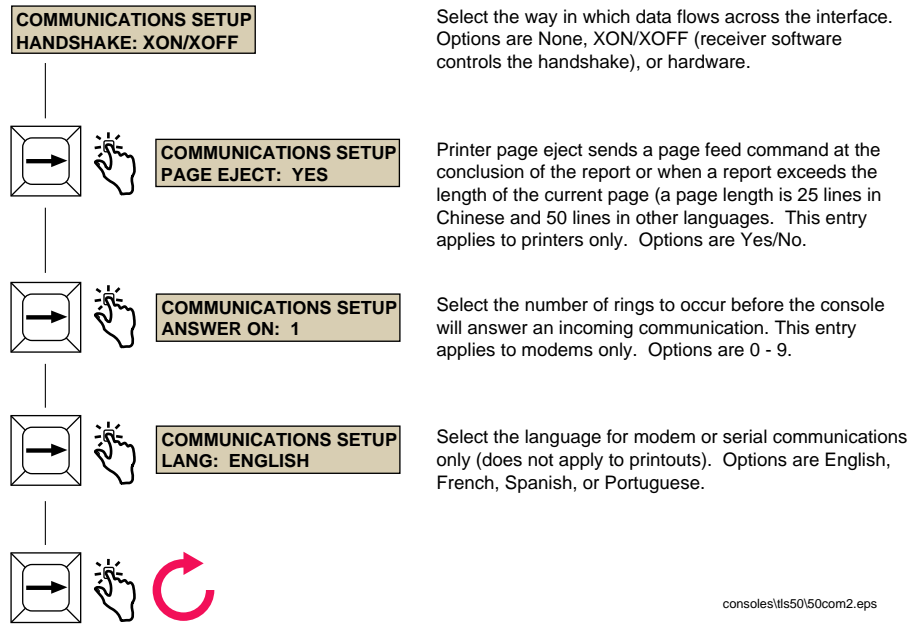 COMMUNICATIONS SETUP
HANDSHAKE: XON/XOFF
Select the way in which data flows across the interface.
Options are None, XON/XOFF (receiver software
controls the handshake), or hardware.
COMMUNICATIONS SETUP
PAGE EJECT:  YES
Printer page eject sends a page feed command at the
conclusion of the report or when a report exceeds the
length of the current page (a page length is 25 lines in
Chinese and 50 lines in other languages.  This entry
applies to printers only.  Options are Yes/No.
COMMUNICATIONS SETUP
ANSWER ON:  1
Select the number of rings to occur before the console
will answer an incoming communication. This entry
applies to modems only.  Options are 0 - 9.
COMMUNICATIONS SETUP
LANG:  ENGLISH
Select the language for modem or serial communications
only (does not apply to printouts).  Options are English,
French, Spanish, or Portuguese.
consoles\tls50\50com2.eps